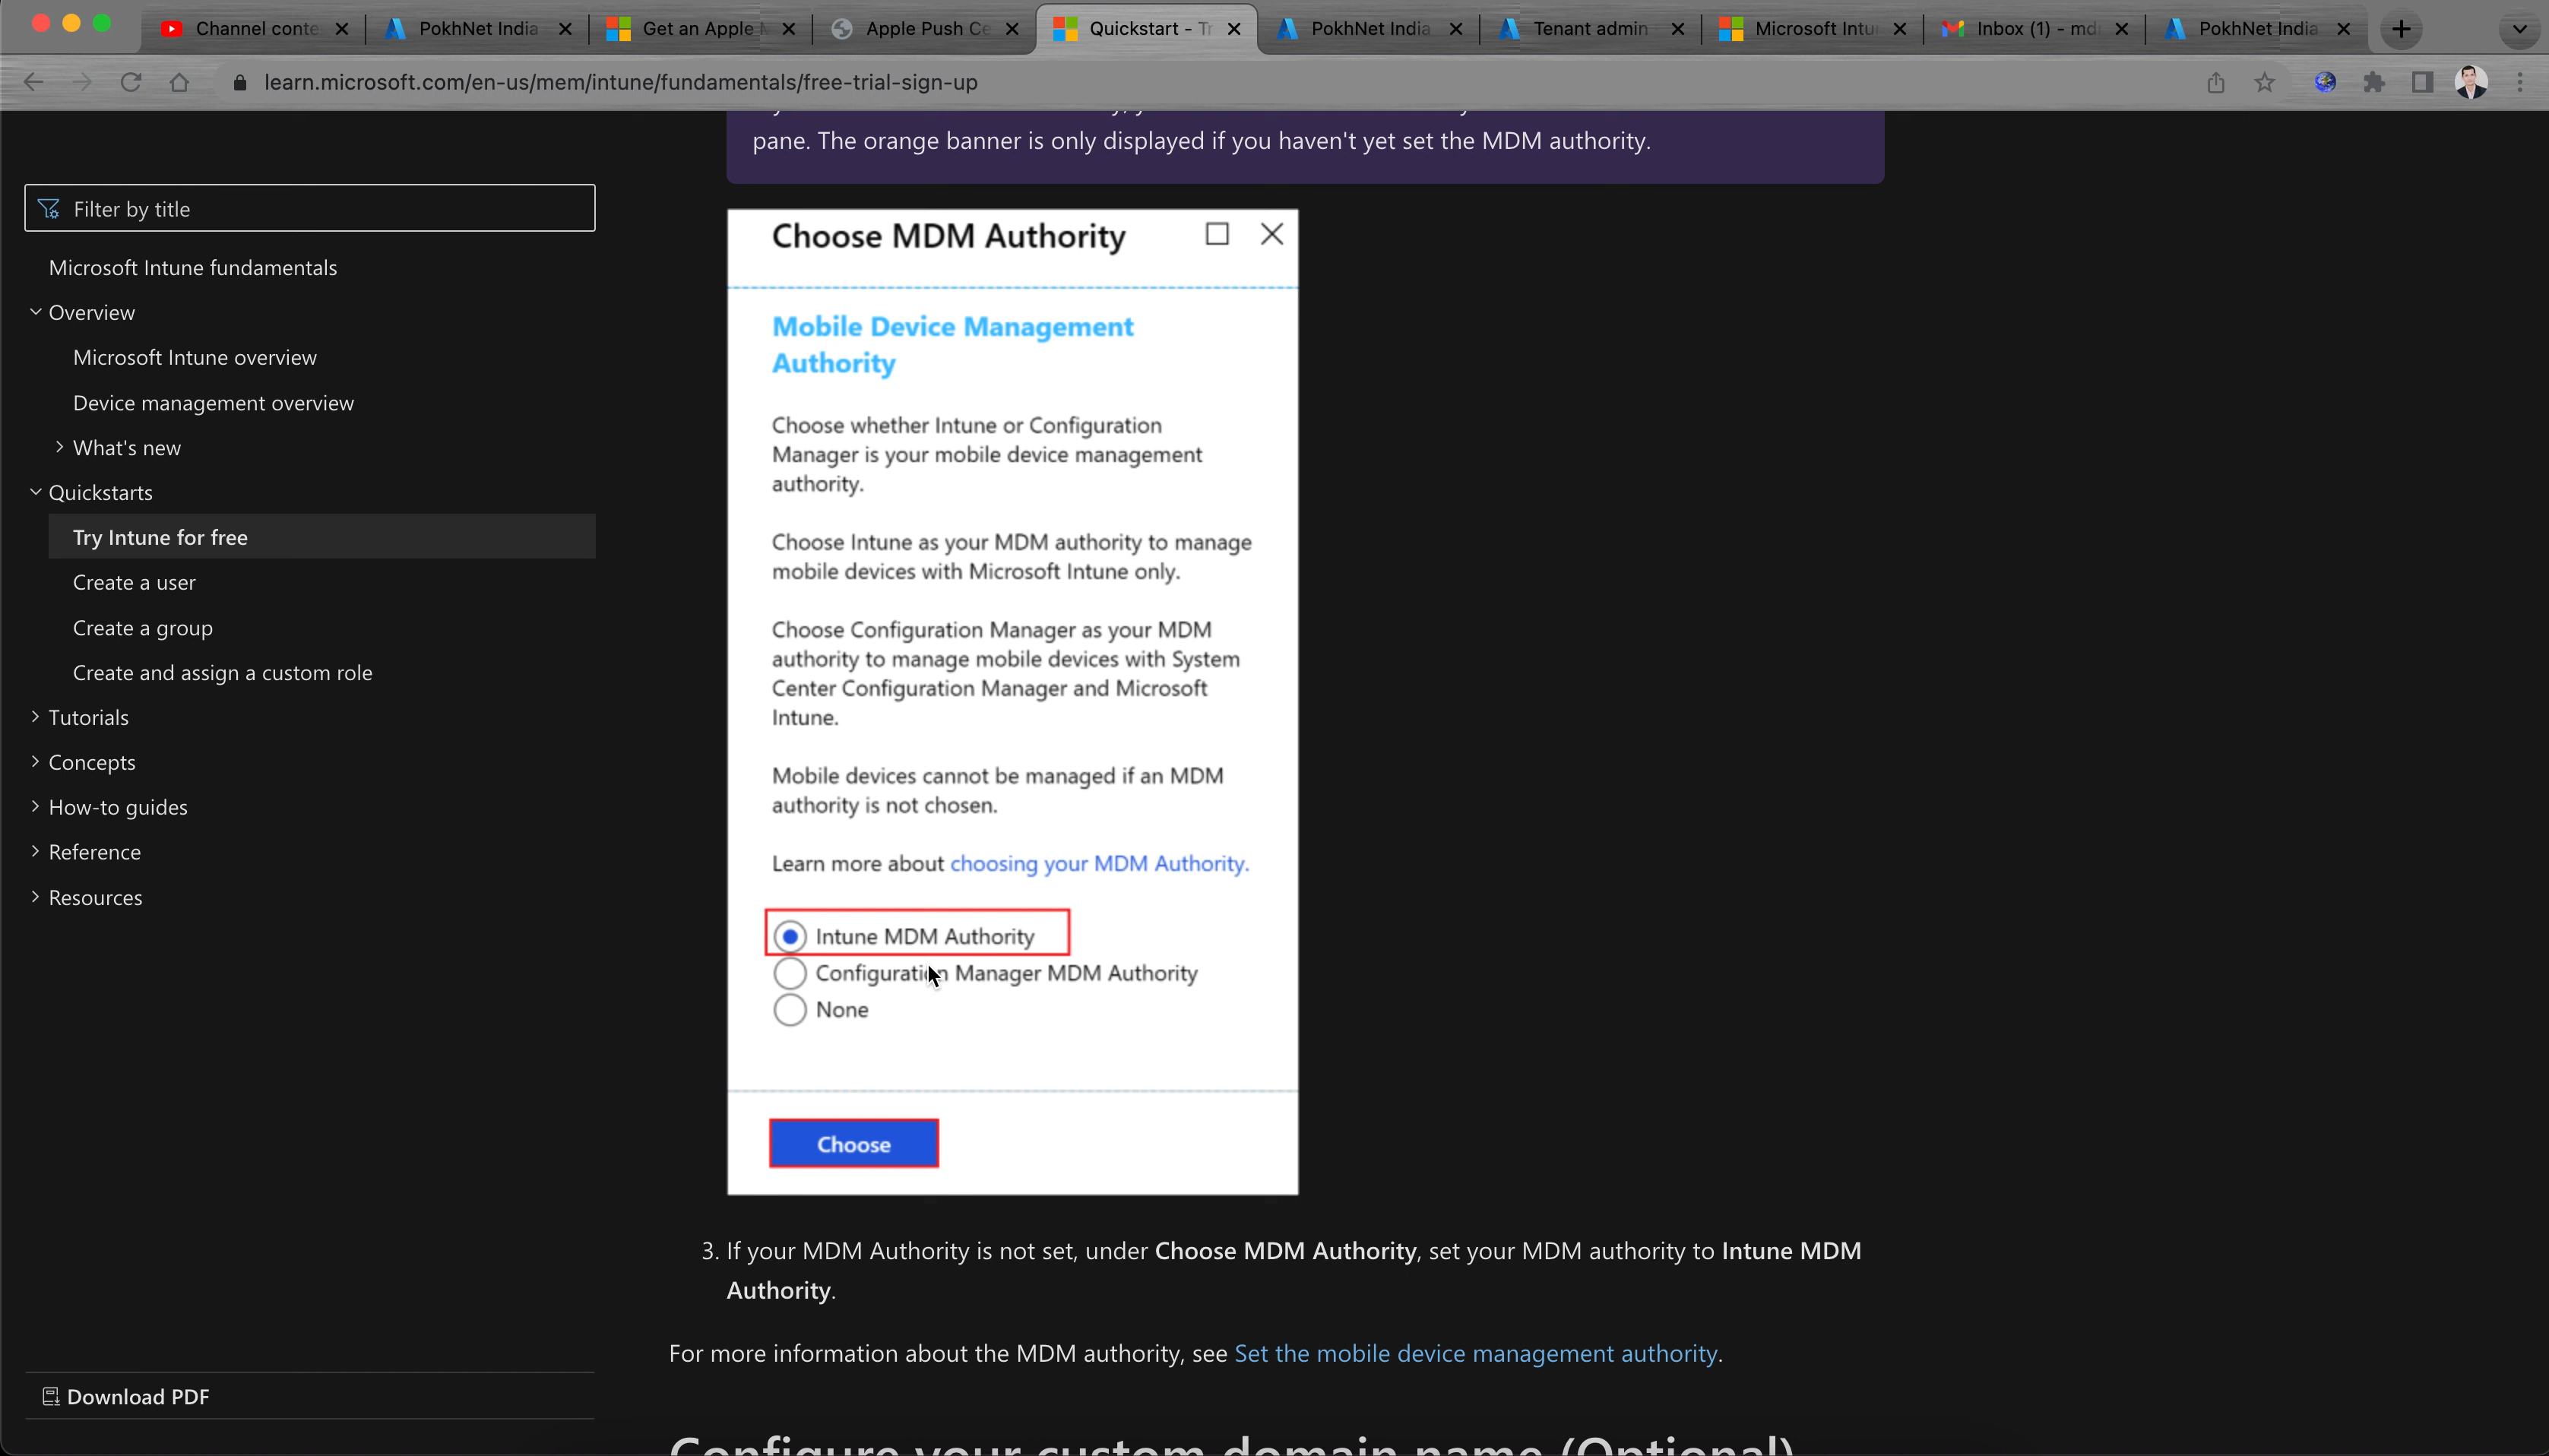 Channel conte
PokhNet India
Get an Apple
Apple Push Ce
Quickstart - Tr
PokhNet India
Tenant admin
Microsoft Intun
Inbox (1) - md
PokhNet India
learn.microsoft.com/en-us/mem/intune/fundamentals/free-trial-sign-up
Filter by title
Microsoft Intune fundamentals
Overview
Microsoft Intune overview
Device management overview
What's new
Quickstarts
Try Intune for free
Create a user
Create a group
Create and assign a custom role
Tutorials
Concepts
How-to guides
Reference
Resources
Download PDF
pane. The orange banner is only displayed if you haven't yet set the MDM authority.
Choose MDM Authority
Mobile Device Management
Authority
Choose whether Intune or Configuration
Manager is your mobile device management
authority.
Choose Intune as your MDM authority to manage
mobile devices with Microsoft Intune only.
Choose Configuration Manager as your MDM
authority to manage mobile devices with System
Center Configuration Manager and Microsoft
Intune.
Mobile devices cannot be managed if an MDM
authority is not chosen.
Learn more about choosing your MDM Authority.
Intune MDM Authority
Configuration Manager MDM Authority
None
Choose
3. If your MDM Authority is not set, under Choose MDM Authority, set your MDM authority to Intune MDM
Authority.
For more information about the MDM authority, see Set the mobile device management authority.
Configure your custom domain name (Optional)